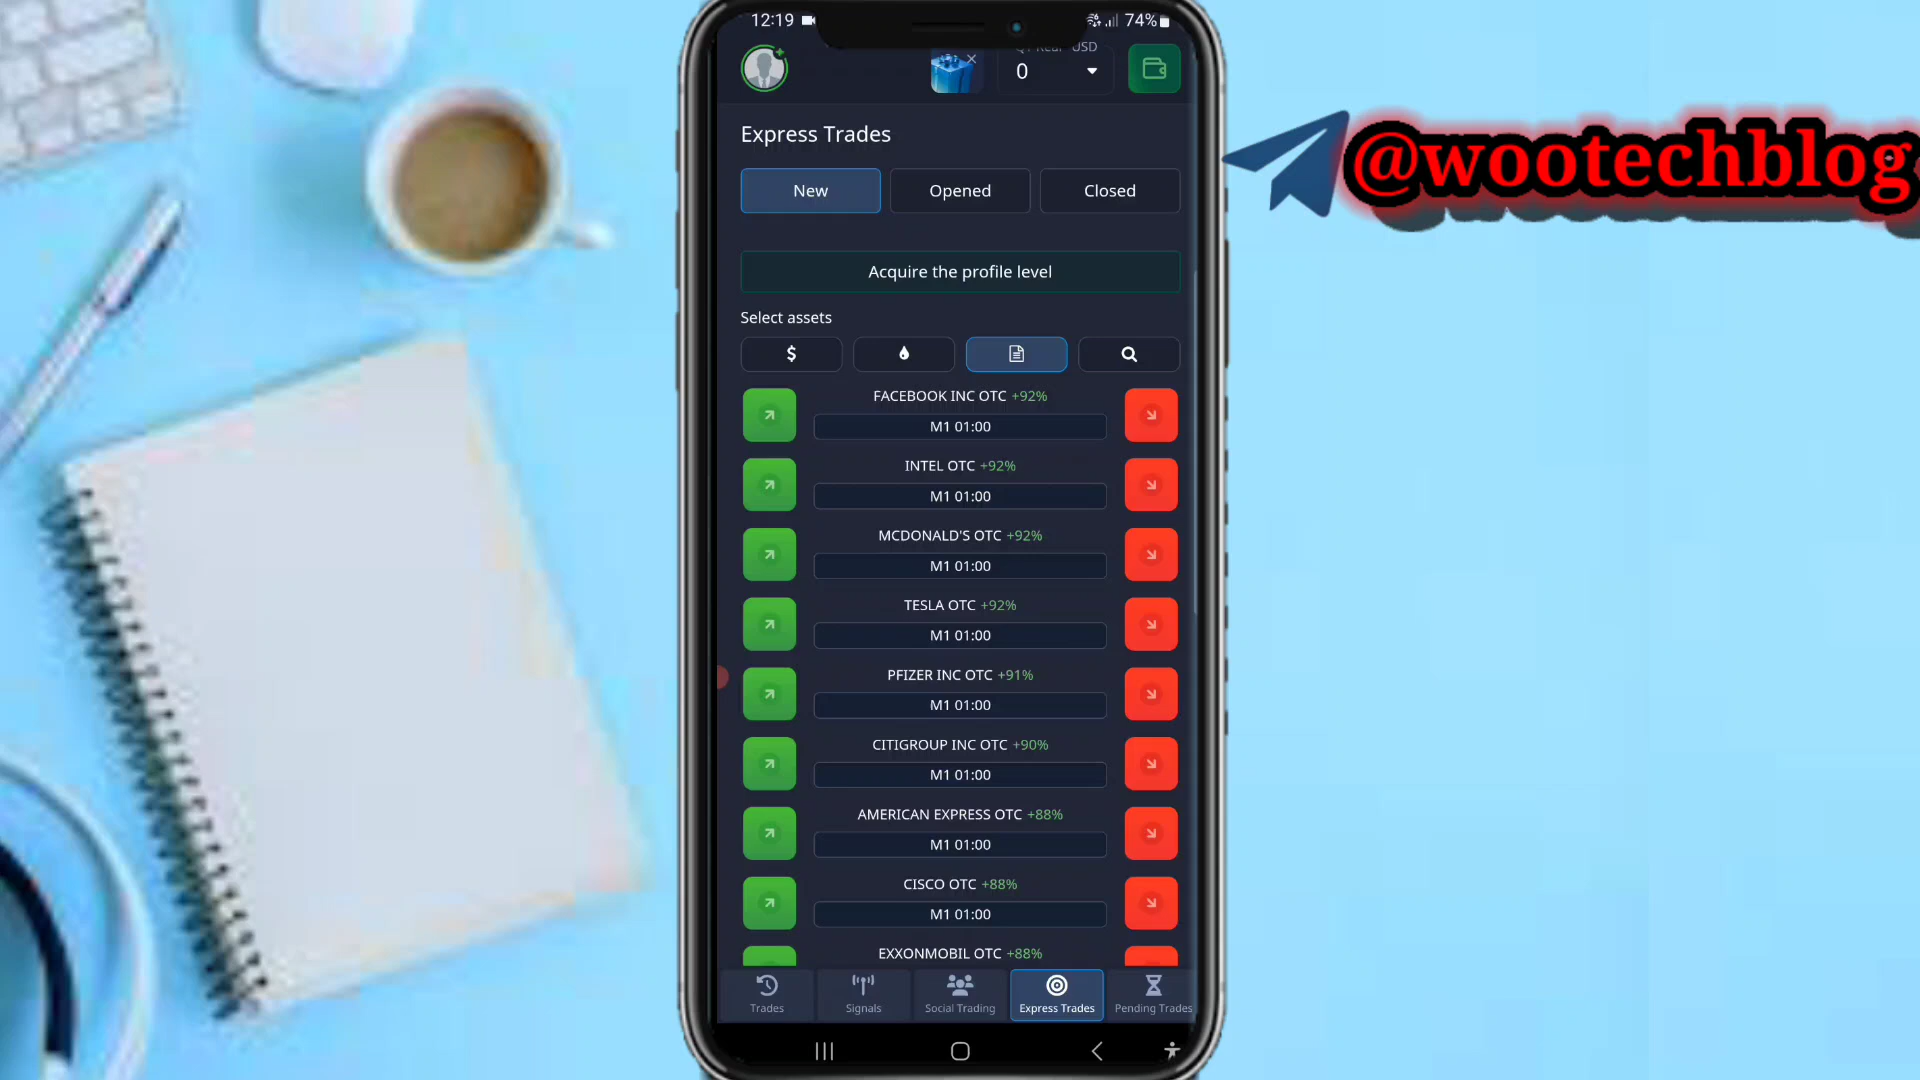 12:19
74%
USD
0
@wootechblog
Express Trades
New
Opened
Closed
Acquire the profile level
Select assets
$
FACEBOOK INC OTC +92%
M1 01:00
INTEL OTC +92%
M1 01:00
MCDONALD'S OTC +92%
M1 01:00
TESLA OTC +92%
M1 01:00
PFIZER INC OTC +91%
M1 01:00
CITIGROUP INC OTC +90%
M1 01:00
AMERICAN EXPRESS OTC +88%
M1 01:00
CISCO OTC +88%
M1 01:00
EXXONMOBIL OTC +88%
Trades
Signals
Social Trading
Express Trades
Pending Trades